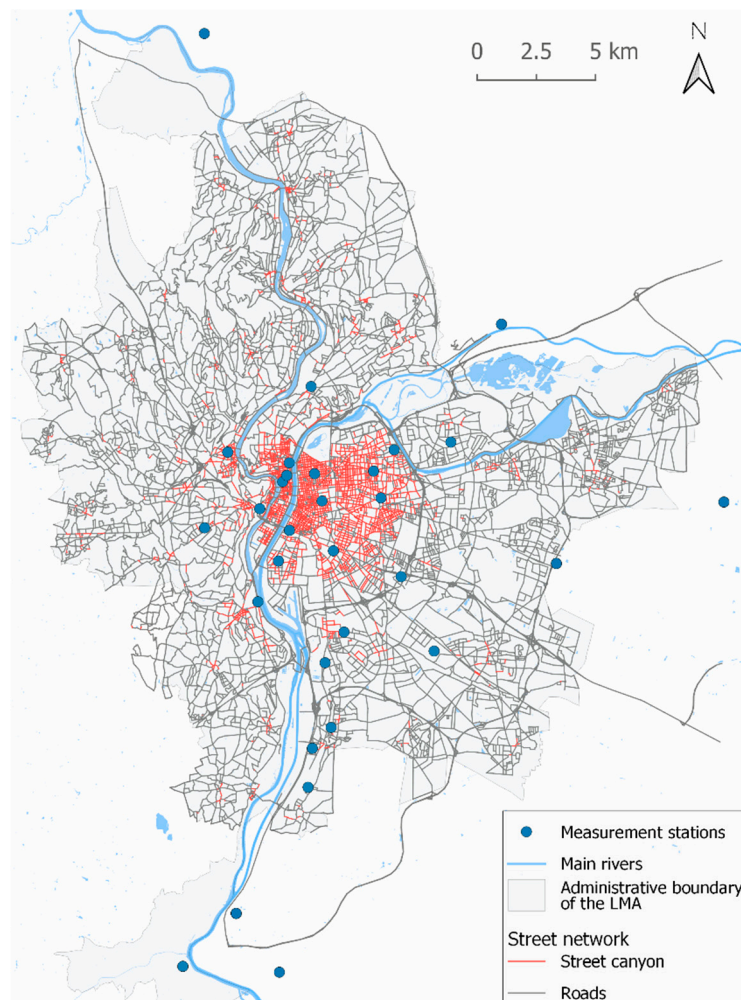 N
0 2.5 5 km
Measurement stations
Main rivers
Administrative boundary
of the LMA
Street network
Street canyon
Roads